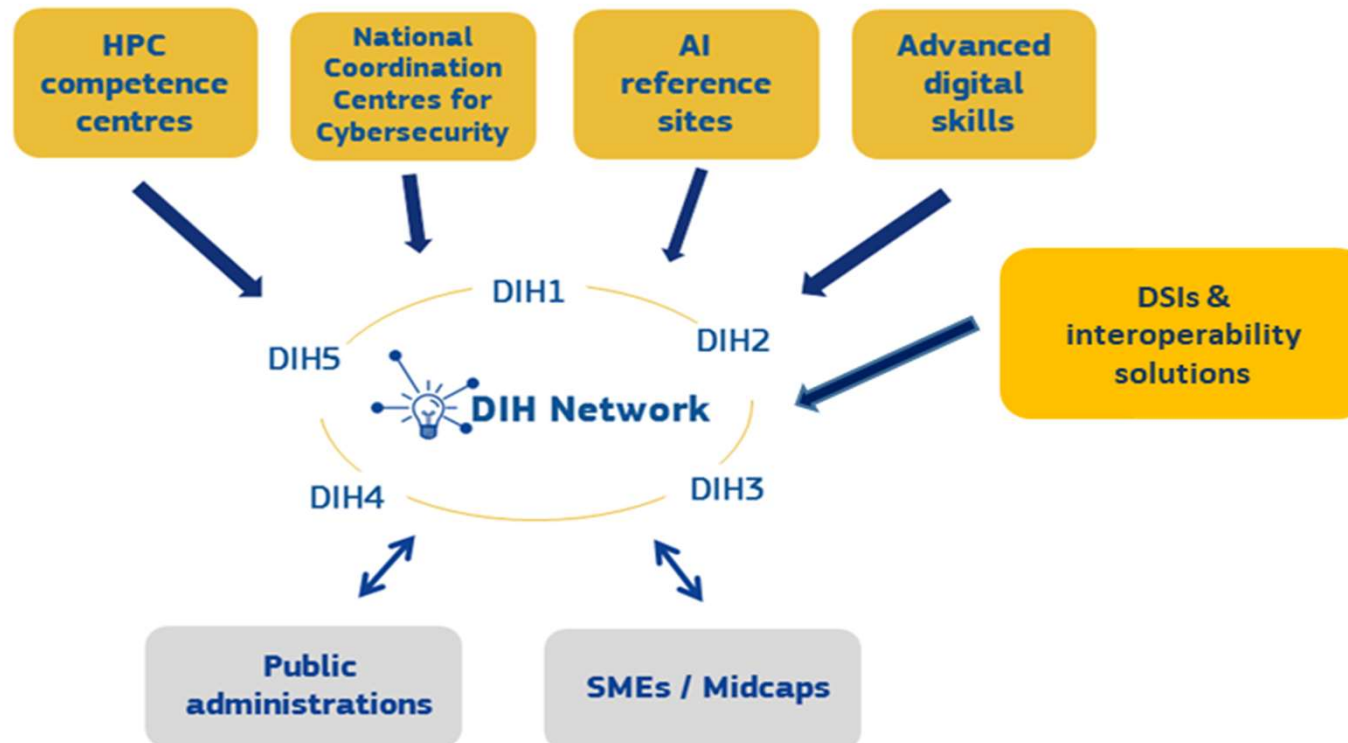 HPC
competence
centres
National
Coordination
Centres for
Cybersecurity
AI
reference
sites
Advanced
digital
skills
DSIs &
interoperability
solutions
DIH1
DIH2
DIH5
DIH Network
DIH4
DIH3
Public
administrations
SMEs / Midcaps